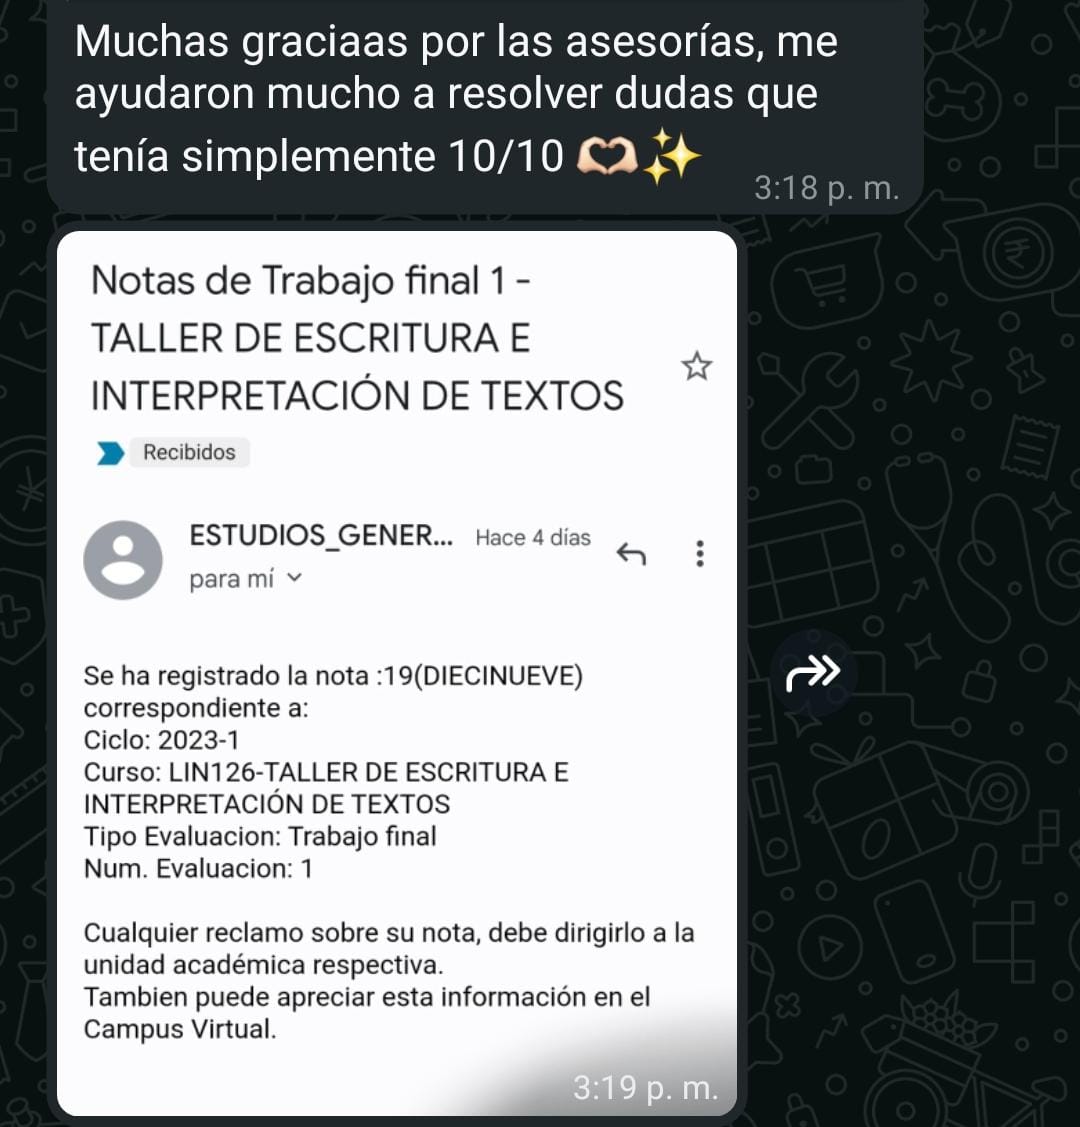 Muchas graciaas por las asesorías, me
ayudaron mucho a resolver dudas que
tenía simplemente 10/10 🫶🏻✨
3:18 p. m.
Notas de Trabajo final 1 -
TALLER DE ESCRITURA E
INTERPRETACIÓN DE TEXTOS
Recibidos
ESTUDIOS_GENER... Hace 4 días
para mí
Se ha registrado la nota :19(DIECINUEVE)
correspondiente a:
Ciclo: 2023-1
Curso: LIN126-TALLER DE ESCRITURA E
INTERPRETACIÓN DE TEXTOS
Tipo Evaluacion: Trabajo final
Num. Evaluacion: 1
Cualquier reclamo sobre su nota, debe dirigirlo a la
unidad académica respectiva.
Tambien puede apreciar esta información en el
Campus Virtual.
3:19 p. m.